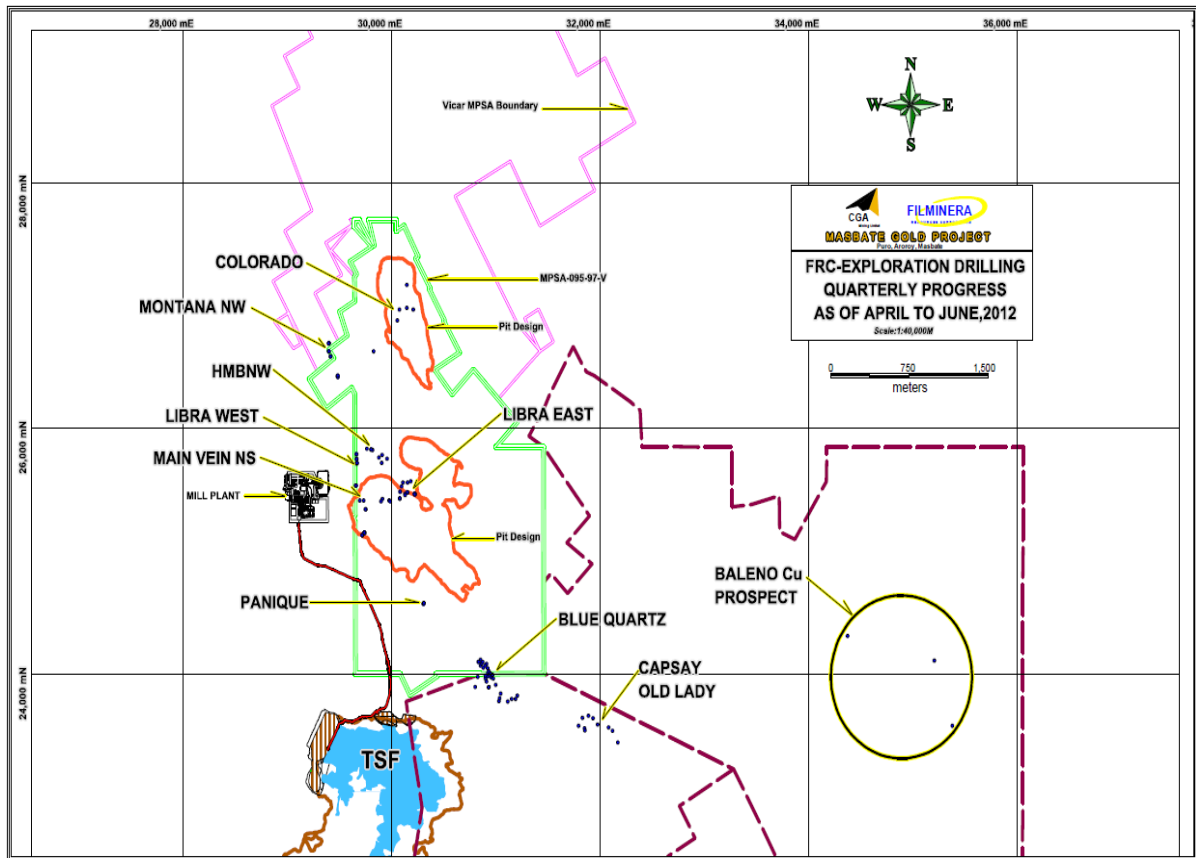 28,000 mE
30,000 mE
32,000 mE
34,000 mE
36,000 mE
N
W
E
S
Vicar MPSA Boundary
28,000 mN
CGA
FILMINERA
MASBATE GOLD PROJECT
Puro, Aroroy, Masbate
FRC-EXPLORATION DRILLING
QUARTERLY PROGRESS
AS OF APRIL TO JUNE,2012
Scale:1:40,000M
0
750
1,500
meters
COLORADO
MPSA-095-97-V
MONTANA NW
Pit Design
HMBNW
LIBRA WEST
LIBRA EAST
26,000 mN
MAIN VEIN NS
MILL PLANT
Pit Design
PANIQUE
BALENO Cu
PROSPECT
BLUE QUARTZ
CAPSAY
OLD LADY
24,000 mN
TSF